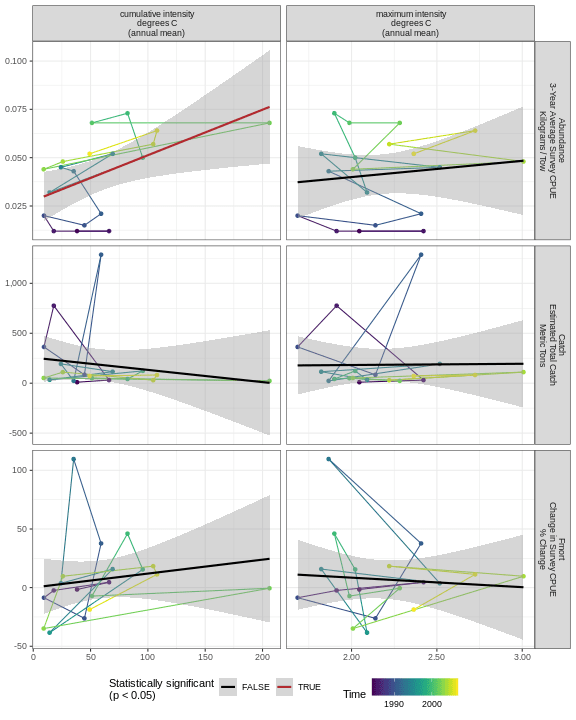 cumulative intensity
degrees C
(annual mean)
maximum intensity
degrees C
(annual mean)
0.100
0.075
0.050
0.025
Abundance
3-Year Average Survey CPUE
Kilograms / Tow
1,000
500
0
-500
Catch
Estimated Total Catch
Metric Tons
100
50
0
-50
Fmort
Change in Survey CPUE
% Change
0
50
100
150
200
2.00
2.50
3.00
Statistically significant
(p < 0.05)
FALSE
TRUE
Time
1990
2000